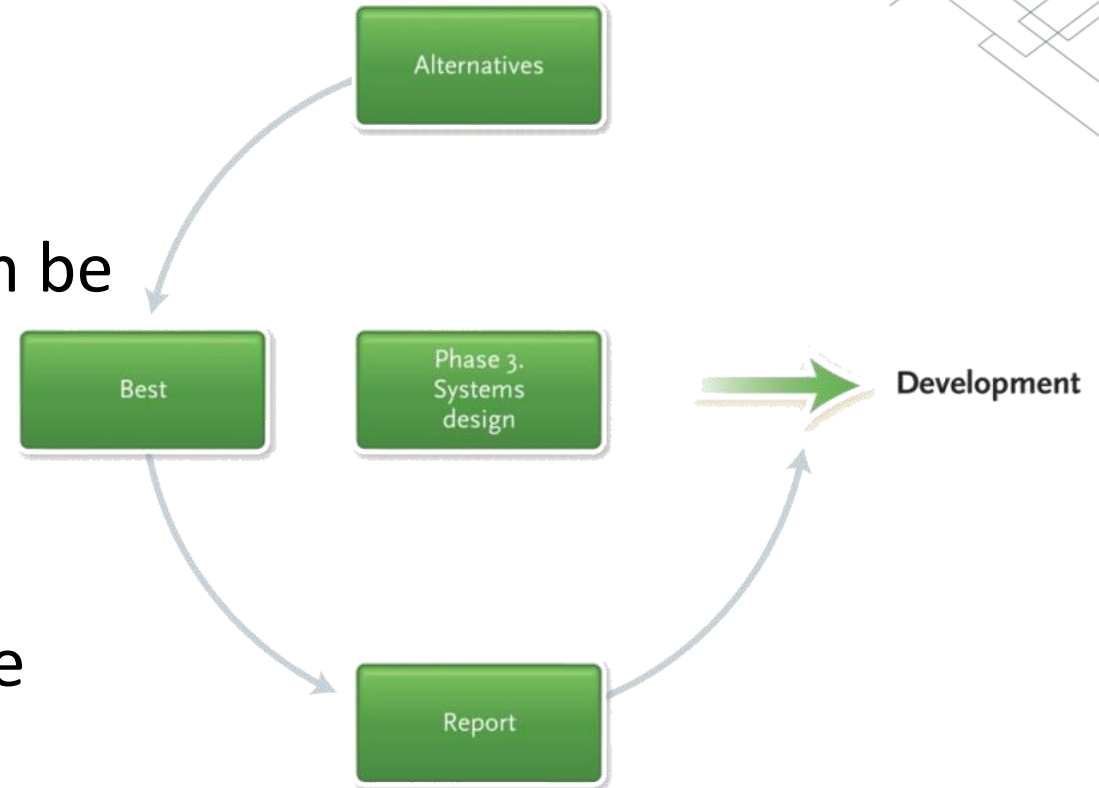 Alternatives
n be
Best
Phase 3.
Systems
design
Development
e
Report